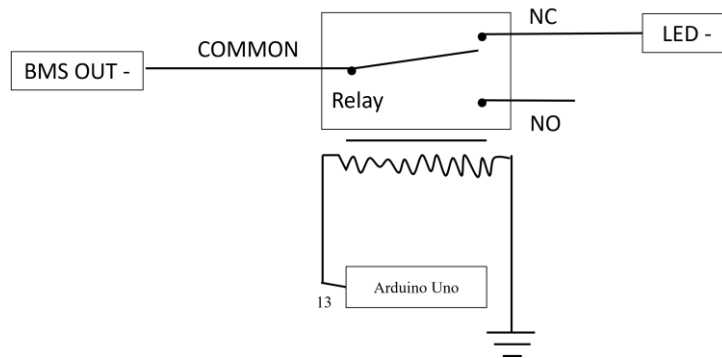 NC
LED -
COMMON
BMS OUT -
Relay
NO
Arduino Uno
13